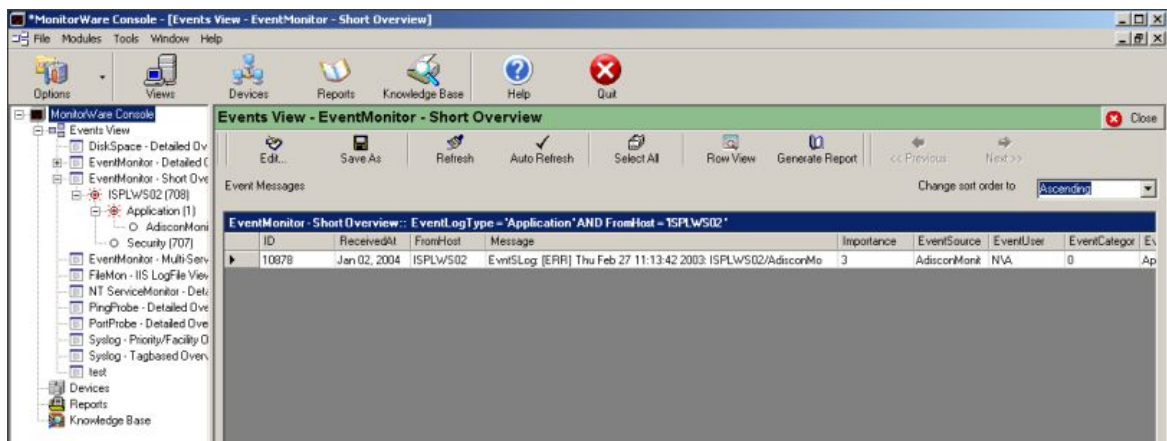 *MonitorWare Console - [Events View - EventMonitor - Short Overview]
File Modules Tools Window Help
Options Views Devices Reports Knowledge Base Help Quit
MonitorWare Console
Events View
DiskSpace - Detailed Ov
EventMonitor - Detailed (
EventMonitor - Short Ove
ISPLWS02 (708)
Application (1)
AdisconMoni
Security (707)
EventMonitor - Multi-Serv
FileMon - IIS LogFile View
NT ServiceMonitor - Deta
PingProbe - Detailed Ove
PortProbe - Detailed Ove
Syslog - Priority/Facility O
Syslog - Tagbased Overv
test
Devices
Reports
Knowledge Base
Events View - EventMonitor - Short Overview Close
Edit... Save As Refresh Auto Refresh Select All Row View Generate Report << Previous Next >>
Event Messages Change sort order to Ascending
EventMonitor - Short Overview:: EventLogType = 'Application' AND FromHost = 'ISPLWS02 '
ID ReceivedAt FromHost Message Importance EventSource EventUser EventCategor Ev
10878 Jan 02, 2004 ISPLWS02 EvntSLog: [ERR] Thu Feb 27 11:13:42 2003: ISPLWS02/AdisconMo 3 AdisconMonit N\A 0 Ap